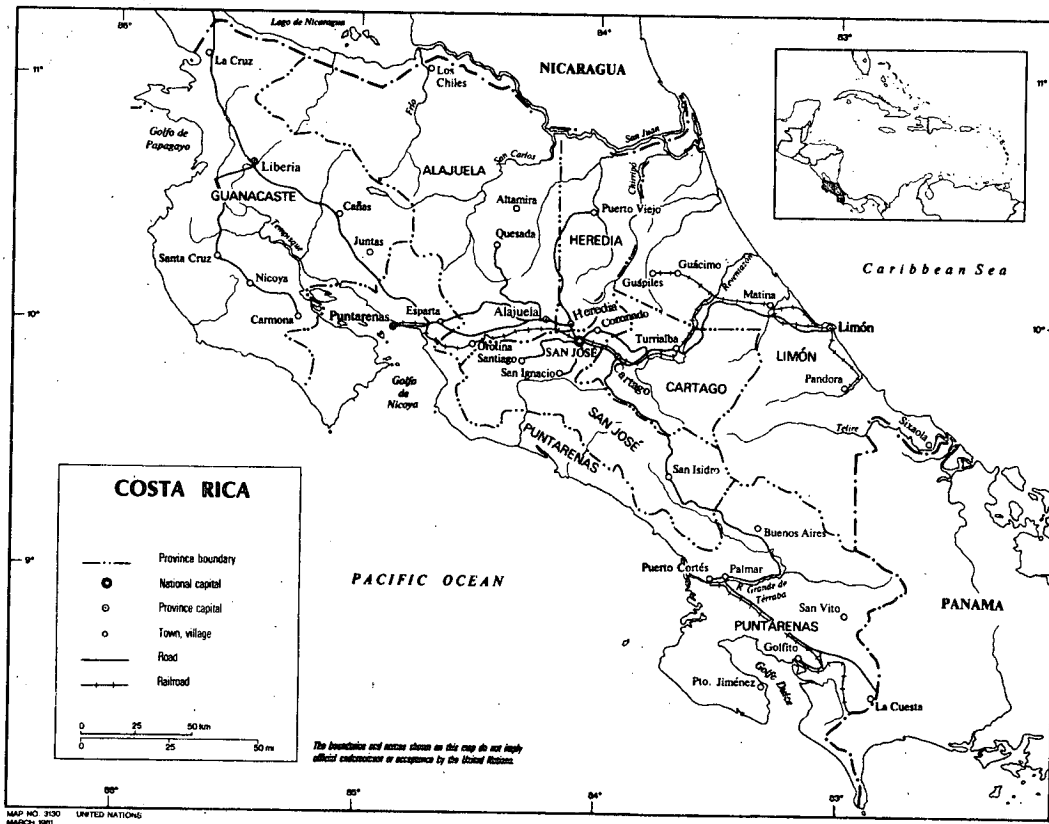 86
84
83
Lago de Nicaragua
11
La Cruz
Los
Chiles
NICARAGUA
11
Golfo de
Papagayo
Frío
San Juan
San Carlos
Chirripó
Liberia
ALAJUELA
GUANACASTE
Altamira
Cañas
Puerto Viejo
Tempisque
Quesada
HEREDIA
Juntas
Santa Cruz
Nicoya
Guácimo
Guápiles
Reventazón
Matina
Caribbean Sea
10
Carmona
Puntarenas
Esparta
Alajuela
Heredia
Coronado
Limón
10
Orotina
Santiago
SAN JOSÉ
Turrialba
LIMÓN
San Ignacio
Cartago
CARTAGO
Pandora
Golfo
de
Nicoya
SAN JOSÉ
PUNTARENAS
Telire
Sixaola
San Isidro
COSTA RICA
Buenos Aires
9
Province boundary
National capital
Province capital
Town, village
Road
Railroad
PACIFIC OCEAN
Puerto Cortés
Palmar
R. Grande de
Térraba
San Vito
PANAMA
PUNTARENAS
Golfito
Pto. Jiménez
Golfo Dulce
La Cuesta
0 25 50 km
0 25 50 mi
The boundaries and names shown on this map do not imply
official endorsement or acceptance by the United Nations.
86
85
84
83
MAP NO. 3130 UNITED NATIONS
MARCH 1981